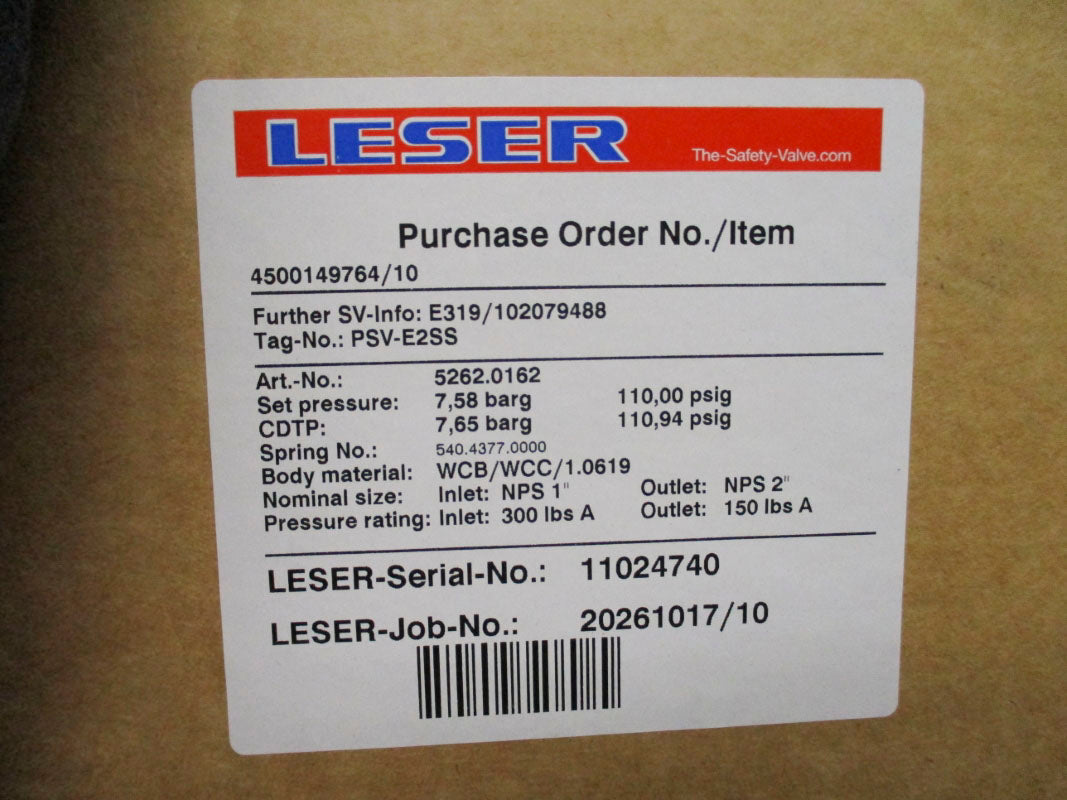 LESER
The-Safety-Valve.com
Purchase Order No./Item
4500149764/10
Further SV-Info: E319/102079488
Tag-No.: PSV-E2SS
Art.-No.: 5262.0162
Set pressure: 7,58 barg 110,00 psig
CDTP: 7,65 barg 110,94 psig
Spring No.: 540.4377.0000
Body material: WCB/WCC/1.0619
Nominal size: Inlet: NPS 1" Outlet: NPS 2"
Pressure rating: Inlet: 300 lbs A Outlet: 150 lbs A
LESER-Serial-No.: 11024740
LESER-Job-No.: 20261017/10